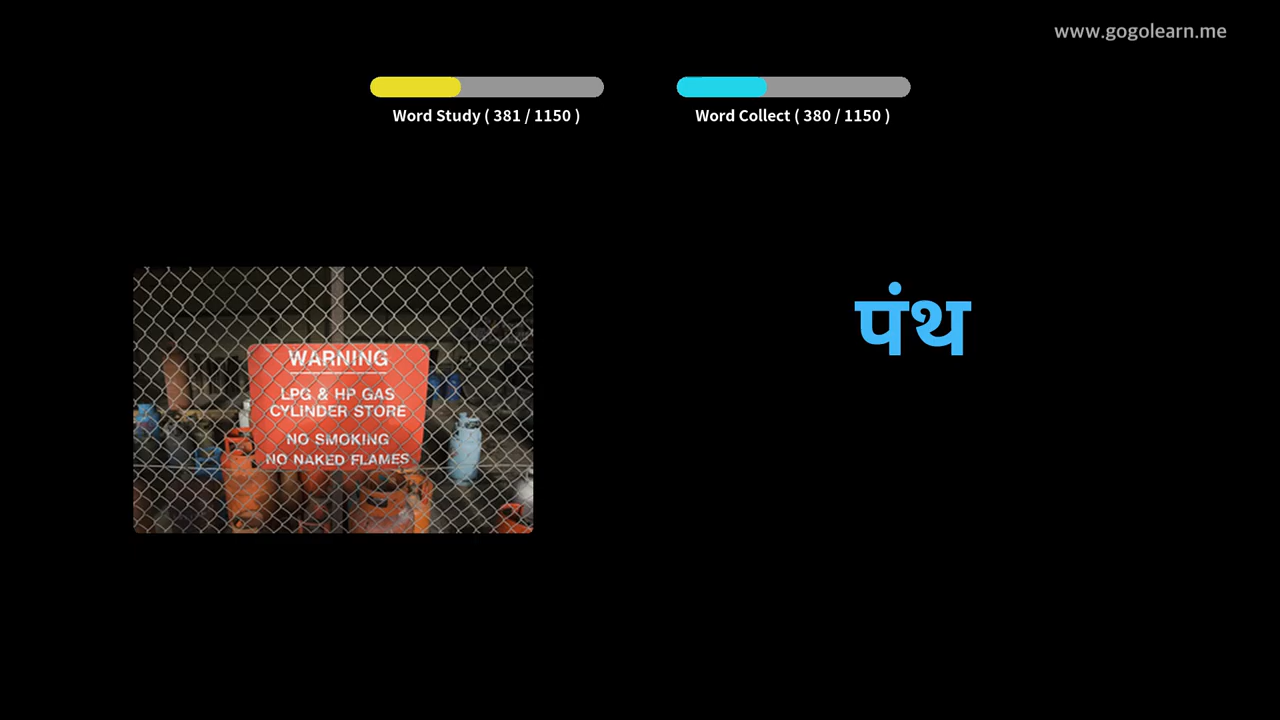 www.gogolearn.me
Word Study ( 381 / 1150 )
Word Collect ( 380 / 1150 )
पंथ
WARNING
LPG & HP GAS
CYLINDER STORE
NO SMOKING
NO NAKED FLAMES